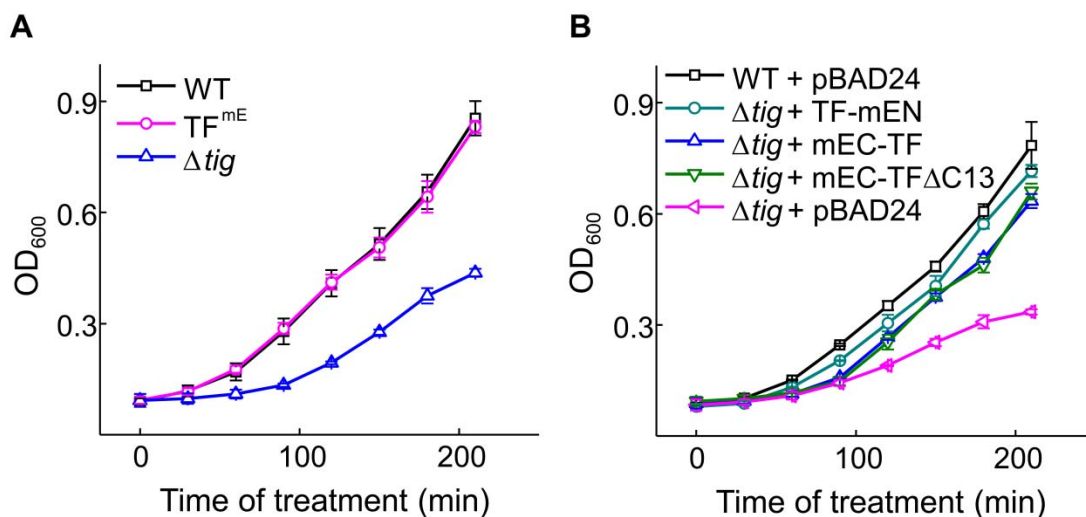 A
WT
TF^mE
Δtig
0.9
0.6
0.3
OD₆₀₀
0
100
200
Time of treatment (min)
B
WT + pBAD24
Δtig + TF-mEN
Δtig + mEC-TF
Δtig + mEC-TFΔC13
Δtig + pBAD24
0.9
0.6
0.3
OD₆₀₀
0
100
200
Time of treatment (min)